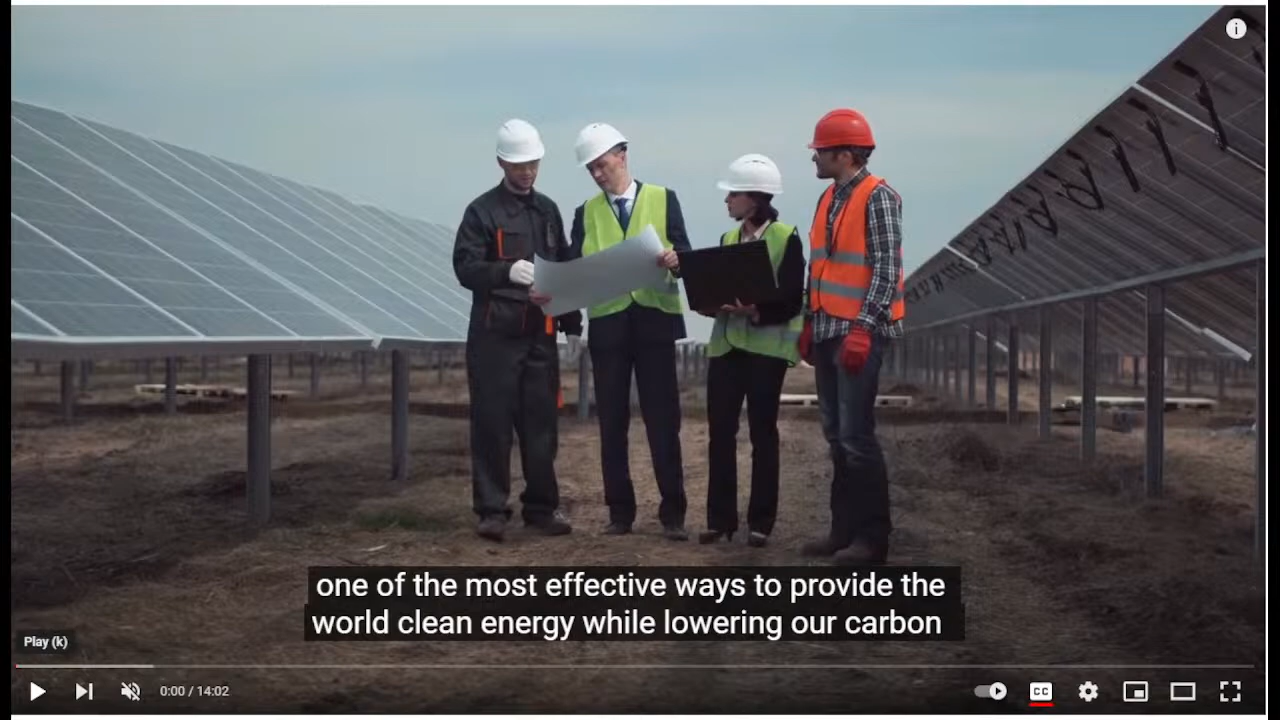 one of the most effective ways to provide the
world clean energy while lowering our carbon
Play (k)
0:00 / 14:02
CC